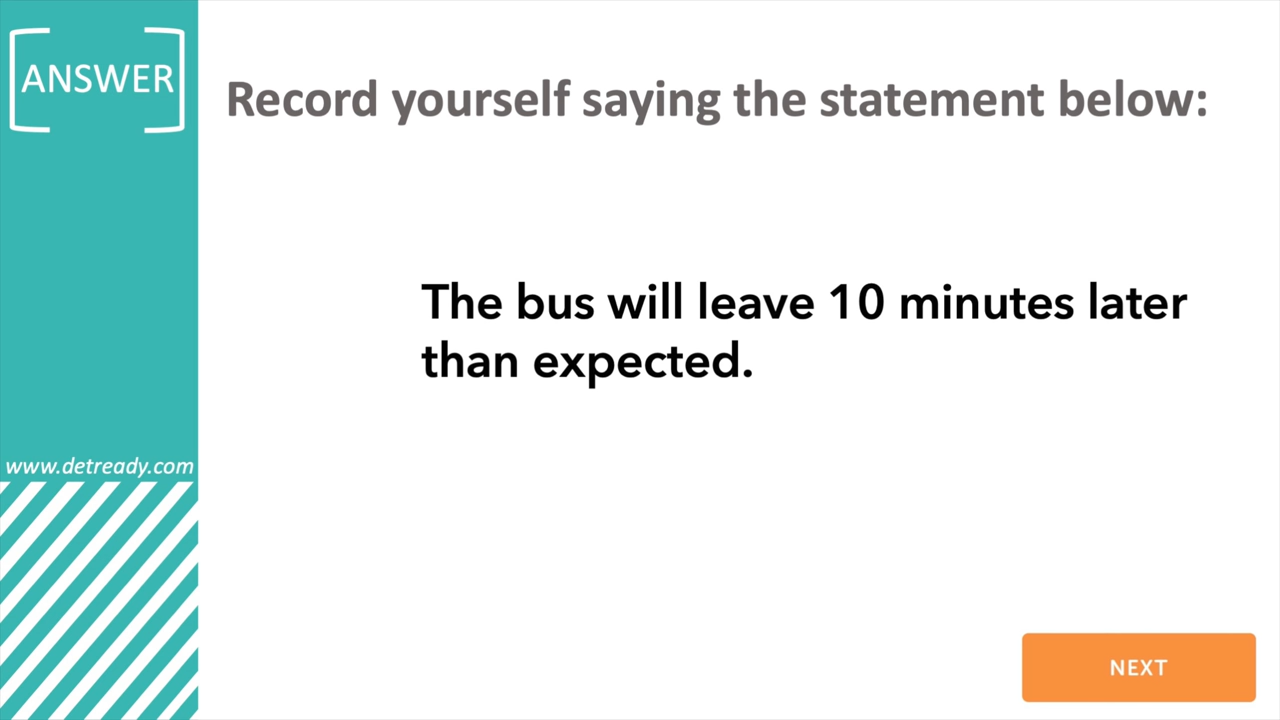 ANSWER
Record yourself saying the statement below:
The bus will leave 10 minutes later
than expected.
www.detready.com
NEXT